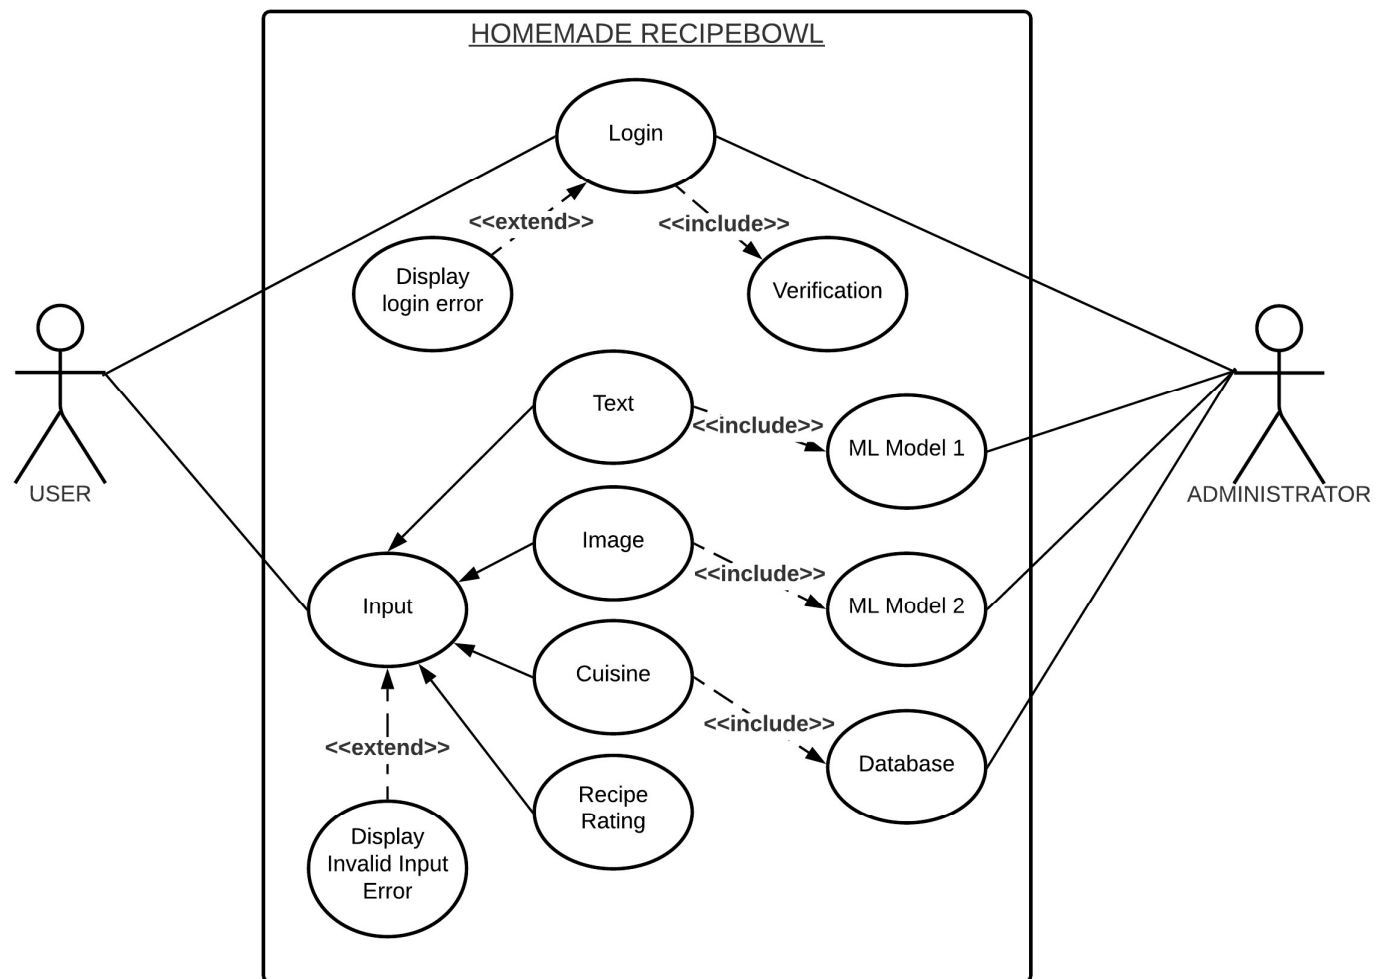 HOMEMADE RECIPEBOWL
Login
<<extend>>
<<include>>
Display
login error
Verification
Text
<<include>>
ML Model 1
USER
ADMINISTRATOR
Image
<<include>>
ML Model 2
Input
Cuisine
<<include>>
Database
<<extend>>
Recipe
Rating
Display
Invalid Input
Error